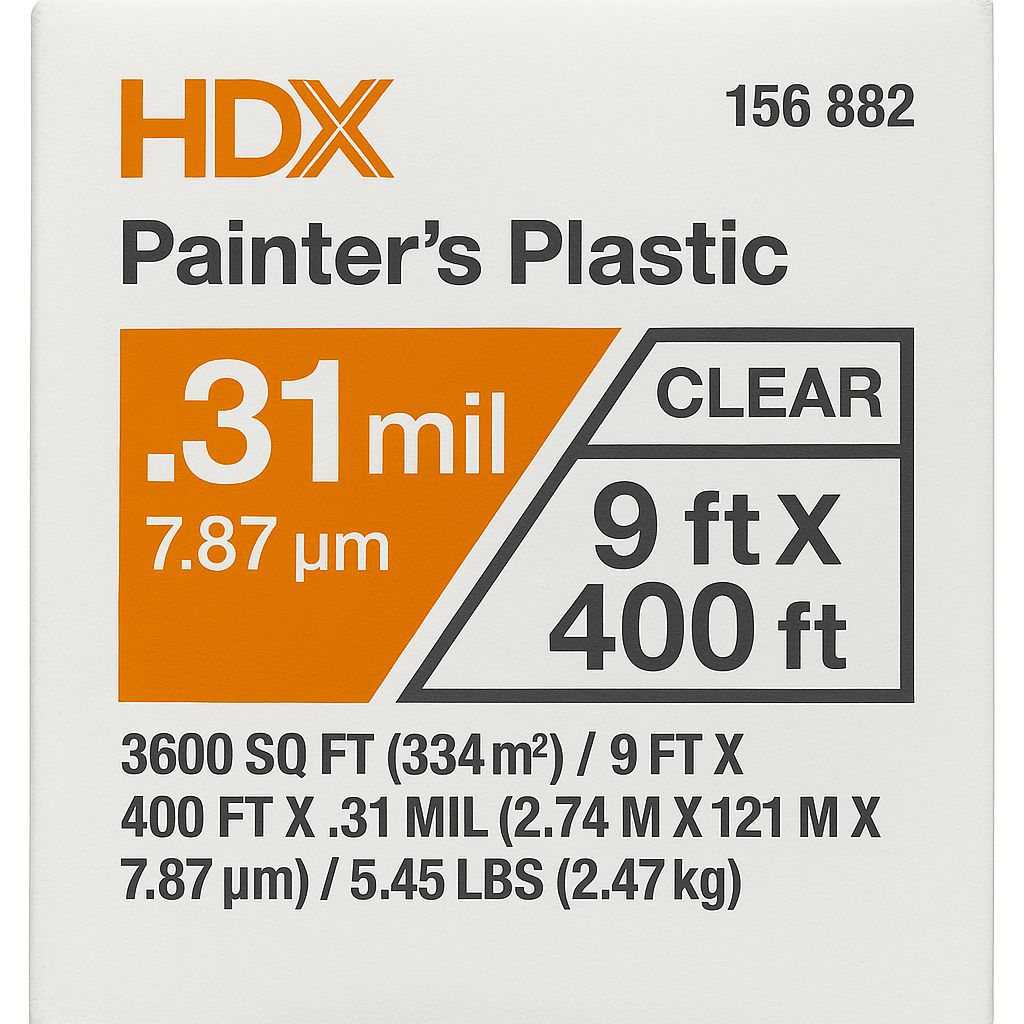 HDX
156 882
Painter's Plastic
.31 mil
7.87 µm
CLEAR
9 ft X
400 ft
3600 SQ FT (334 m²) / 9 FT X
400 FT X .31 MIL (2.74 M X 121 M X
7.87 µm) / 5.45 LBS (2.47 kg)